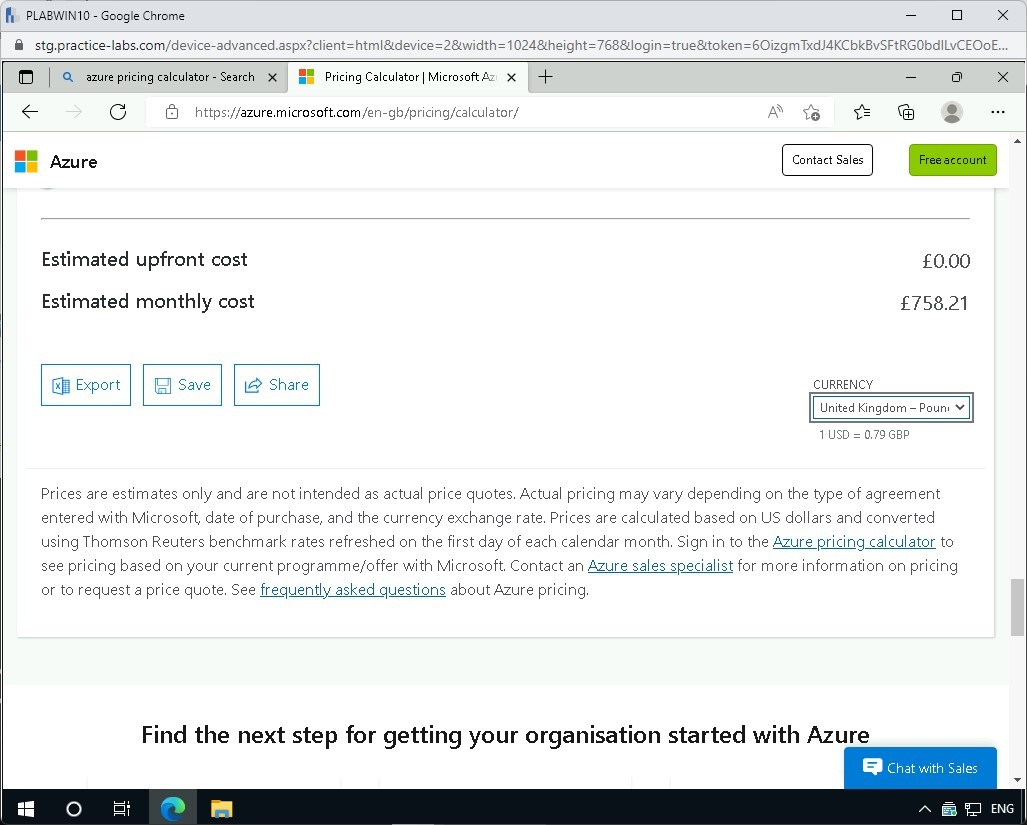 PLABWIN10 - Google Chrome
stg.practice-labs.com/device-advanced.aspx?client=html&device=2&width=1024&height=768&login=true&token=
azure pricing calculator - Search
Pricing Calculator | Microsoft Az
https://azure.microsoft.com/en-gb/pricing/calculator/
Azure
Contact Sales
Free account
Estimated upfront cost £0.00
Estimated monthly cost £758.21
Export Save Share
CURRENCY
United Kingdom – Poun
1 USD = 0.79 GBP
Prices are estimates only and are not intended as actual price quotes. Actual pricing may vary depending on the type of agreement
entered with Microsoft, date of purchase, and the currency exchange rate. Prices are calculated based on US dollars and converted
using Thomson Reuters benchmark rates refreshed on the first day of each calendar month. Sign in to the Azure pricing calculator to
see pricing based on your current programme/offer with Microsoft. Contact an Azure sales specialist for more information on pricing
or to request a price quote. See frequently asked questions about Azure pricing.
Find the next step for getting your organisation started with Azure
Chat with Sales
ENG